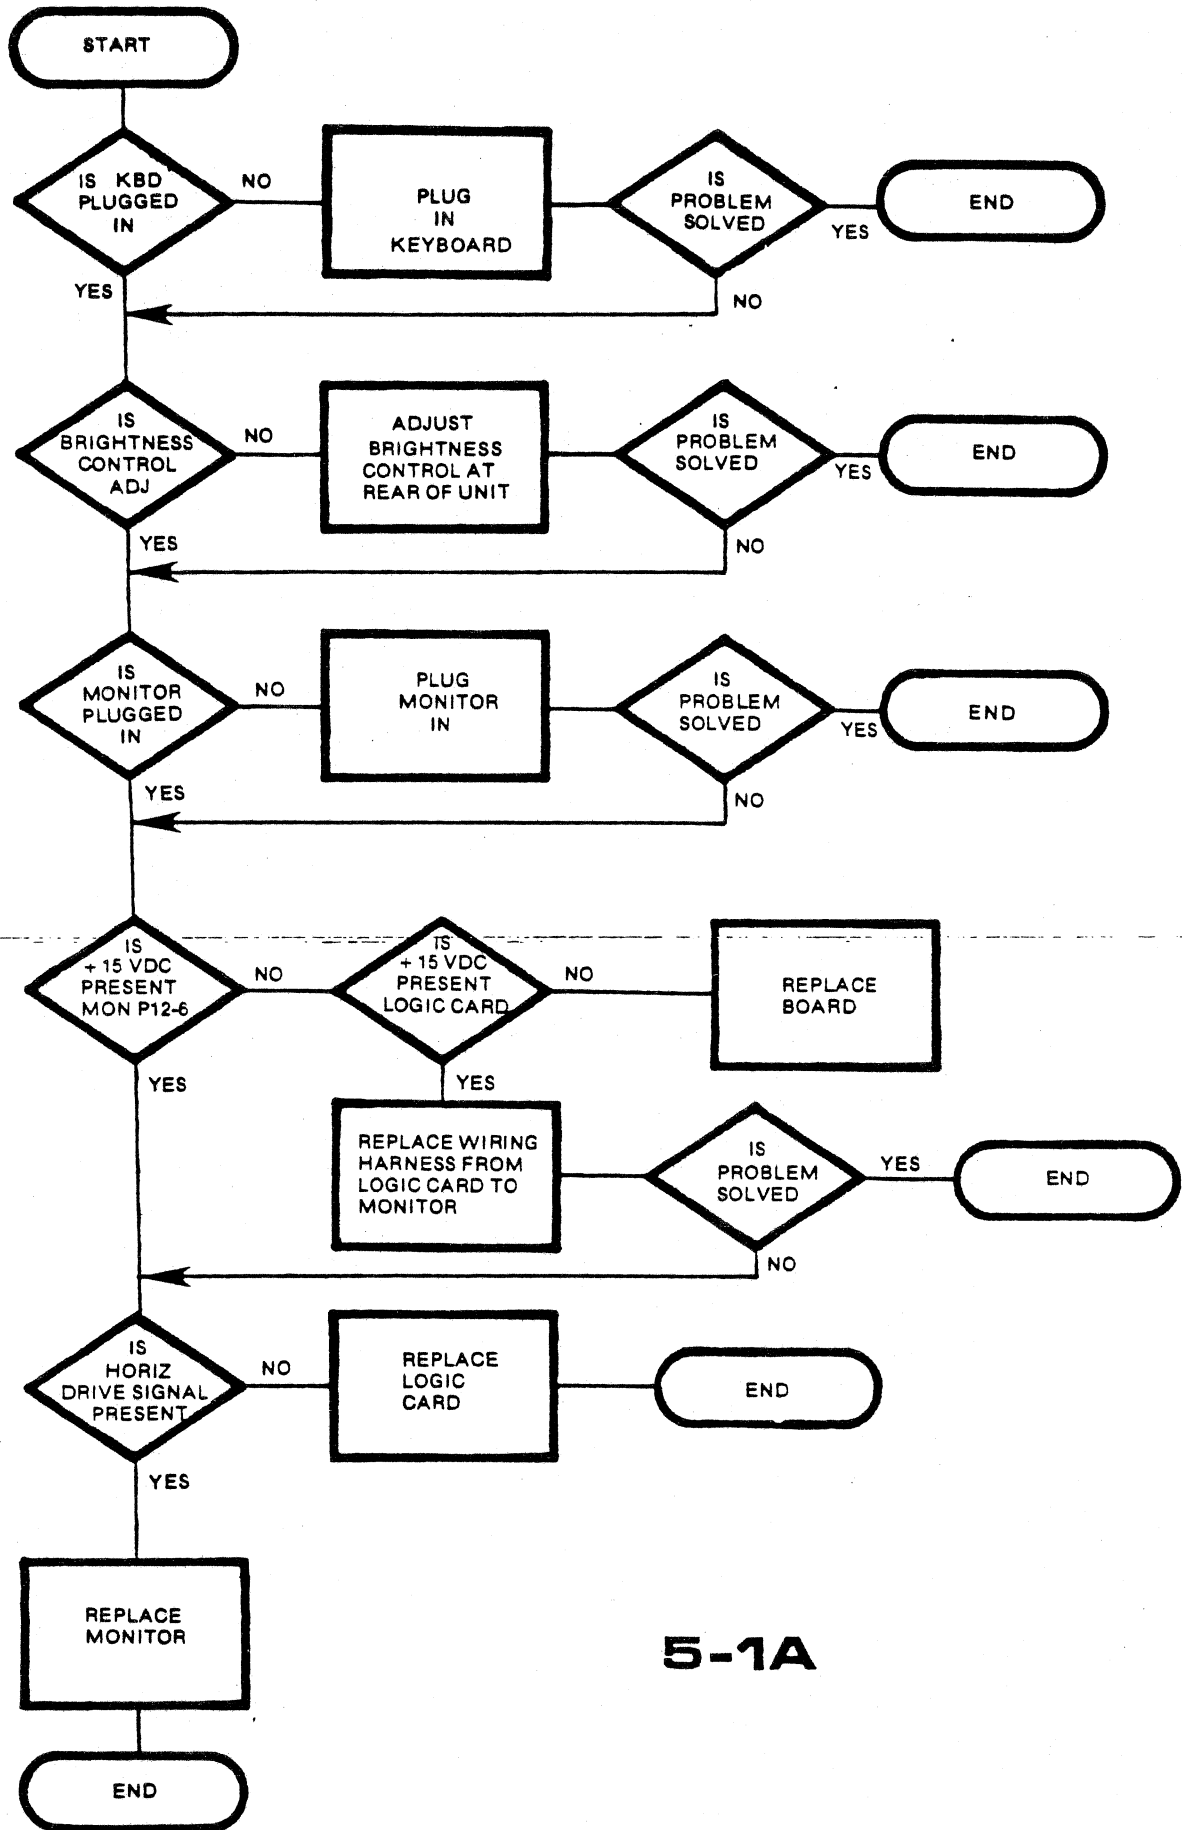 START
IS KBD
PLUGGED
IN
NO
PLUG
IN
KEYBOARD
IS
PROBLEM
SOLVED
YES
END
YES
NO
IS
BRIGHTNESS
CONTROL
ADJ
NO
ADJUST
BRIGHTNESS
CONTROL AT
REAR OF UNIT
IS
PROBLEM
SOLVED
YES
END
YES
NO
IS
MONITOR
PLUGGED
IN
NO
PLUG
MONITOR
IN
IS
PROBLEM
SOLVED
YES
END
YES
NO
IS
+ 15 VDC
PRESENT
MON P12-6
NO
IS
+ 15 VDC
PRESENT
LOGIC CARD
NO
REPLACE
BOARD
YES
YES
REPLACE WIRING
HARNESS FROM
LOGIC CARD TO
MONITOR
IS
PROBLEM
SOLVED
YES
END
NO
IS
HORIZ
DRIVE SIGNAL
PRESENT
NO
REPLACE
LOGIC
CARD
END
YES
REPLACE
MONITOR
5-1A
END